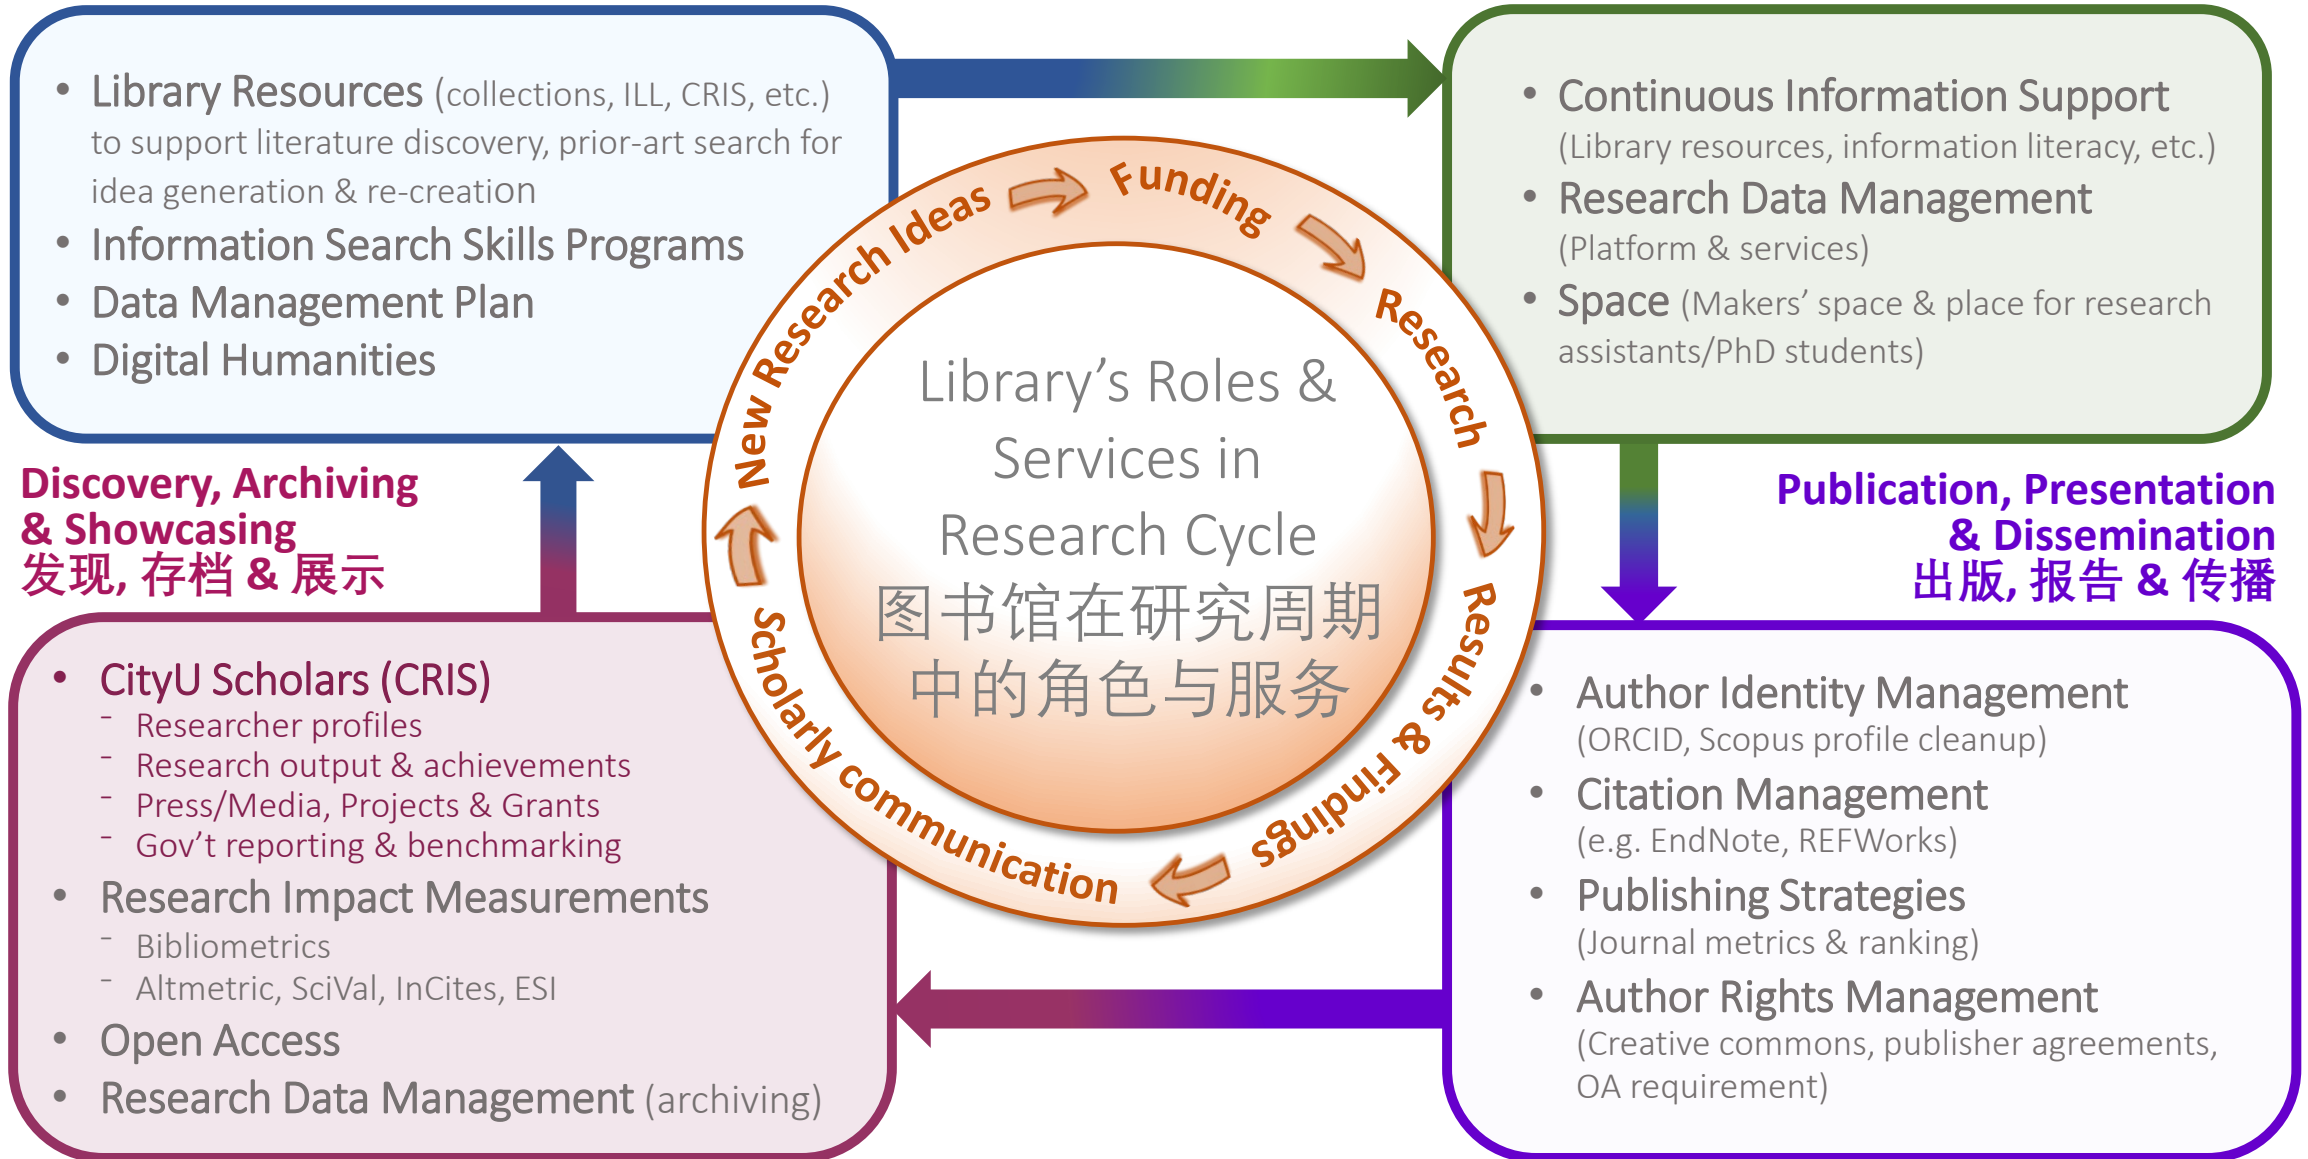 • Library Resources (collections, ILL, CRIS, etc.)
to support literature discovery, prior-art search for
idea generation & re-creation
• Information Search Skills Programs
• Data Management Plan
• Digital Humanities
• Continuous Information Support
(Library resources, information literacy, etc.)
• Research Data Management
(Platform & services)
• Space (Makers’ space & place for research
assistants/PhD students)
New Research Ideas
Funding
Research
Results & Findings
Scholarly communication
Library’s Roles &
Services in
Research Cycle
图书馆在研究周期
中的角色与服务
Discovery, Archiving
& Showcasing
发现, 存档 & 展示
Publication, Presentation
& Dissemination
出版, 报告 & 传播
• CityU Scholars (CRIS)
- Researcher profiles
- Research output & achievements
- Press/Media, Projects & Grants
- Gov’t reporting & benchmarking
• Research Impact Measurements
- Bibliometrics
- Altmetric, SciVal, InCites, ESI
• Open Access
• Research Data Management (archiving)
• Author Identity Management
(ORCID, Scopus profile cleanup)
• Citation Management
(e.g. EndNote, REFWorks)
• Publishing Strategies
(Journal metrics & ranking)
• Author Rights Management
(Creative commons, publisher agreements,
OA requirement)